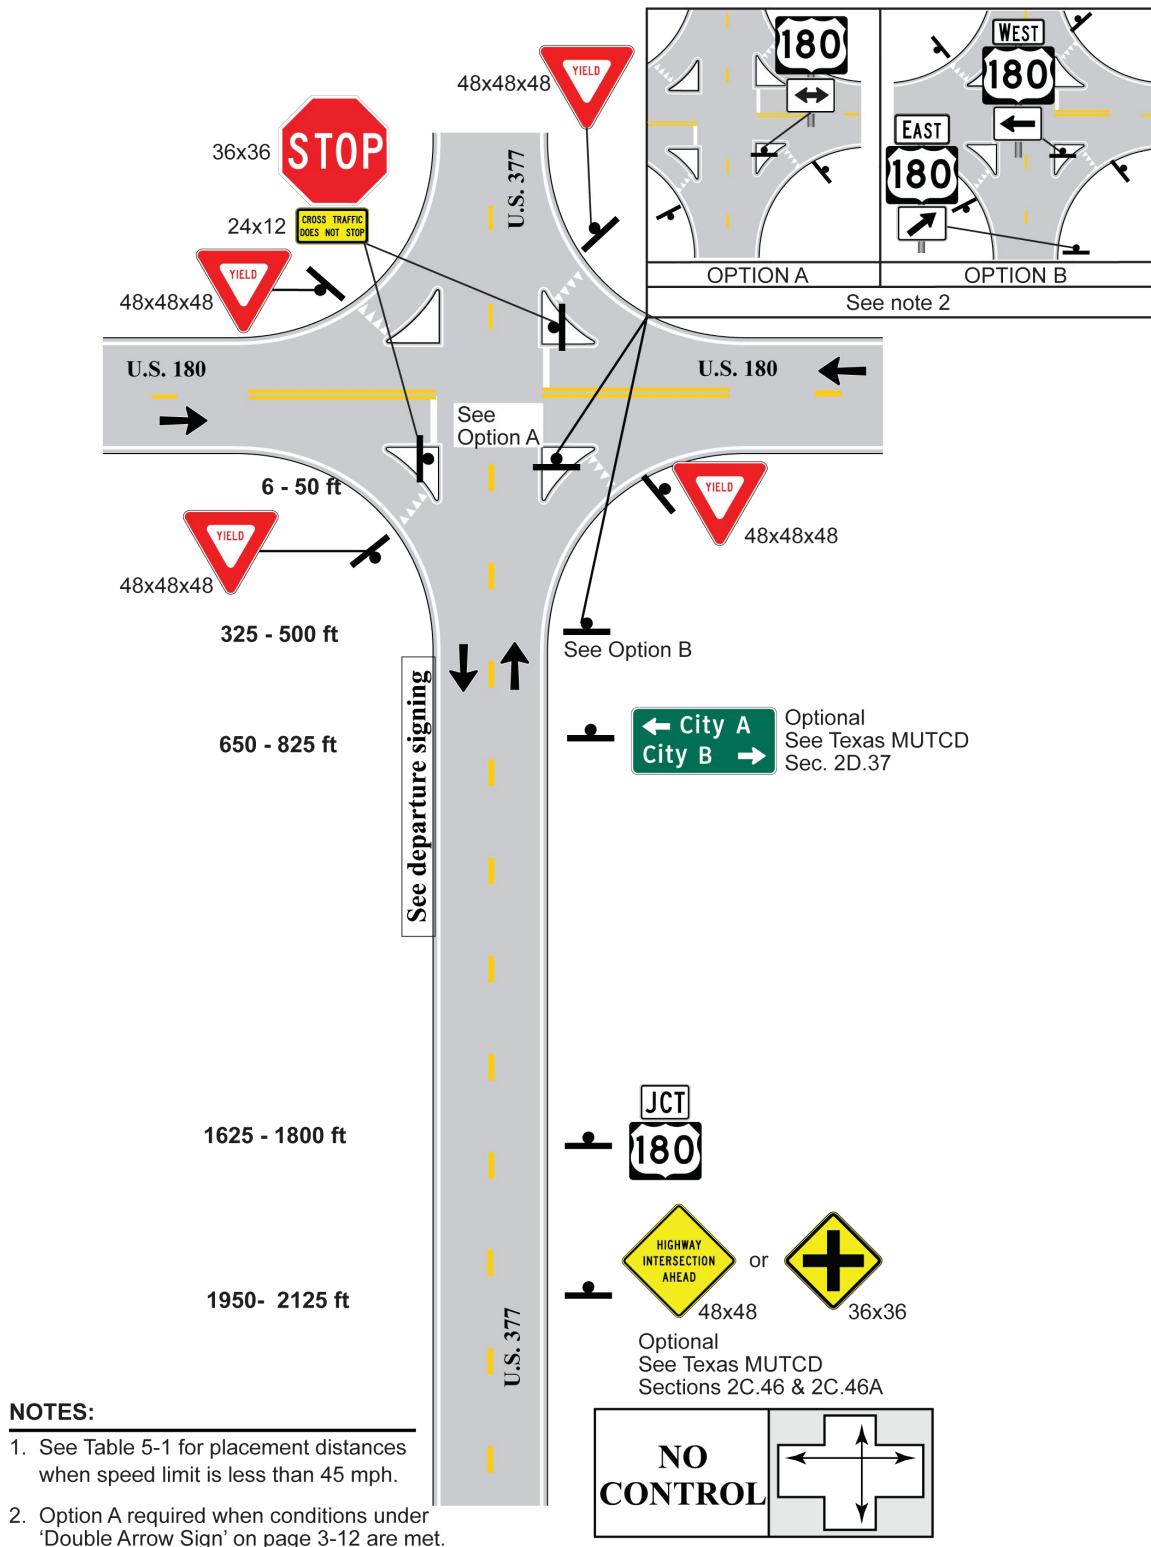 YIELD
48x48x48
STOP
36x36
CROSS TRAFFIC
DOES NOT STOP
24x12
U.S. 377
180
WEST
180
EAST
180
OPTION A
OPTION B
See note 2
YIELD
48x48x48
U.S. 180
U.S. 180
See
Option A
6 - 50 ft
YIELD
48x48x48
YIELD
48x48x48
325 - 500 ft
See Option B
See departure signing
650 - 825 ft
City A
City B
Optional
See Texas MUTCD
Sec. 2D.37
JCT
180
1625 - 1800 ft
HIGHWAY
INTERSECTION
AHEAD
48x48
or
36x36
1950- 2125 ft
Optional
See Texas MUTCD
Sections 2C.46 & 2C.46A
U.S. 377
NOTES:
1. See Table 5-1 for placement distances
when speed limit is less than 45 mph.
2. Option A required when conditions under
‘Double Arrow Sign’ on page 3-12 are met.
NO
CONTROL